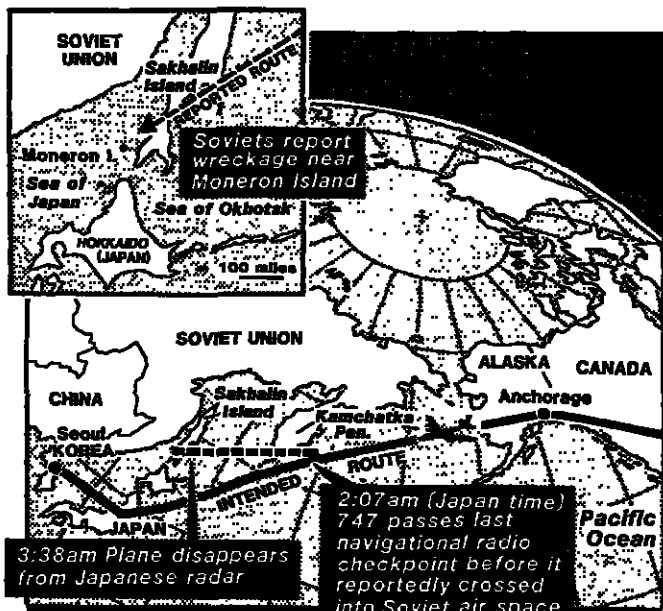 SOVIET
UNION
Sakhalin
Island
REPORTED ROUTE
Soviets report
wreckage near
Moneron Island
Moneron I.
Sea of
Japan
Sea of Okhotsk
HOKKAIDO
(JAPAN)
100 miles
SOVIET UNION
ALASKA
CANADA
CHINA
Sakhalin
Island
Kamchatka
Pen.
Anchorage
Seoul
KOREA
INTENDED ROUTE
JAPAN
Pacific
Ocean
3:38am Plane disappears
from Japanese radar
2:07am (Japan time)
747 passes last
navigational radio
checkpoint before it
reportedly crossed
into Soviet air space